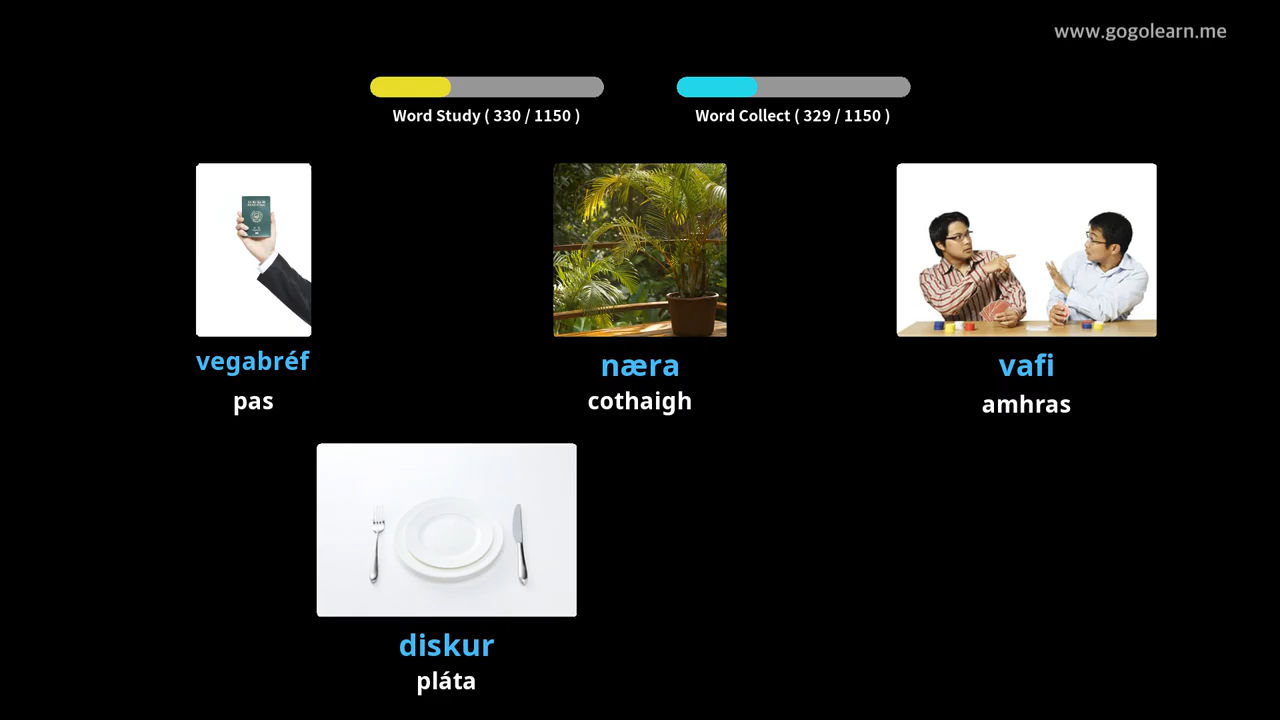 www.gogolearn.me
Word Study ( 330 / 1150 )
Word Collect ( 329 / 1150 )
vegabréf
pas
næra
cothaigh
vafi
amhras
diskur
pláta